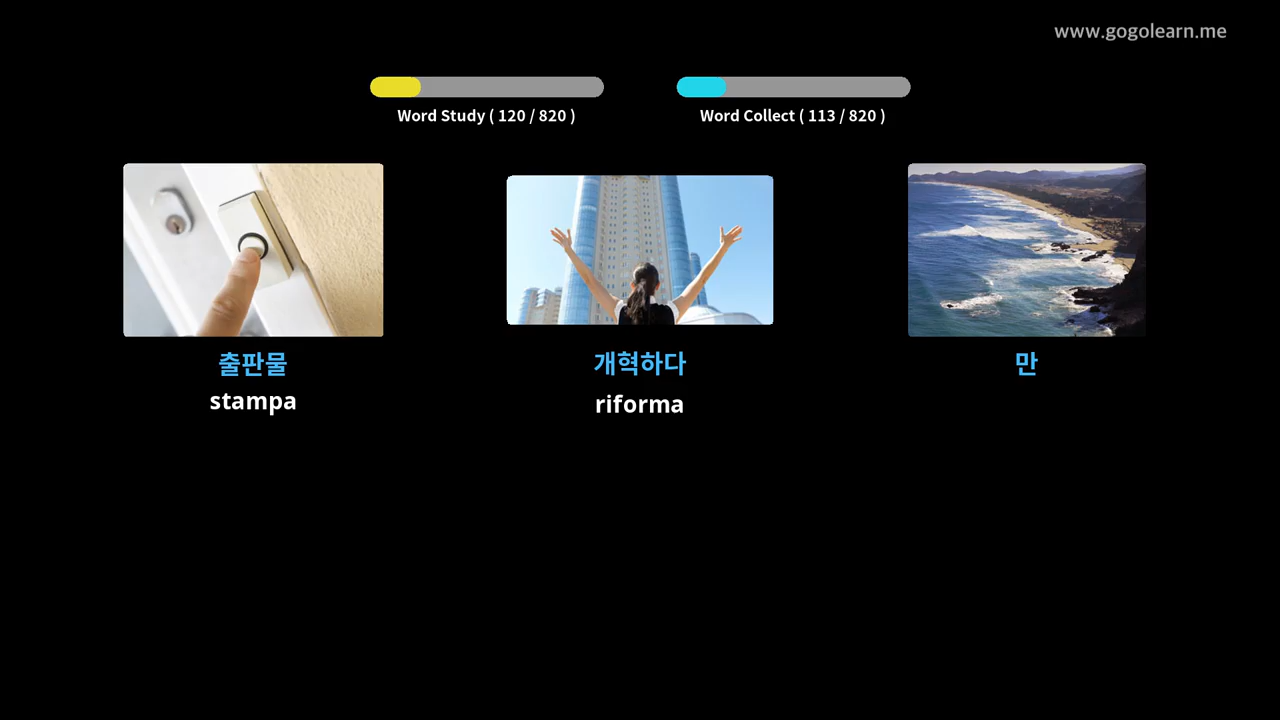 www.gogolearn.me
Word Study ( 120 / 820 )
Word Collect ( 113 / 820 )
출판물
stampa
개혁하다
riforma
만